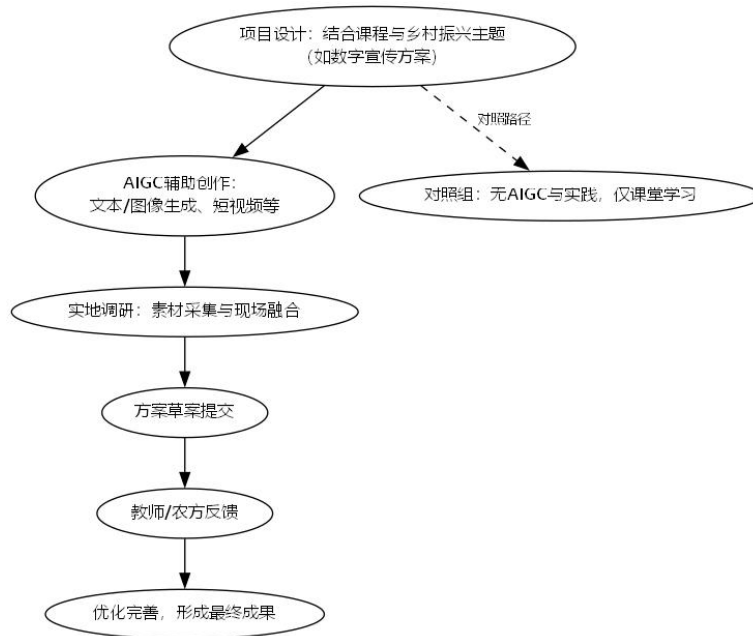 项目设计：结合课程与乡村振兴主题
（如数字宣传方案）
对照路径
AIGC辅助创作：
文本/图像生成、短视频等
对照组：无AIGC与实践，仅课堂学习
实地调研：素材采集与现场融合
方案草案提交
教师/农方反馈
优化完善，形成最终成果